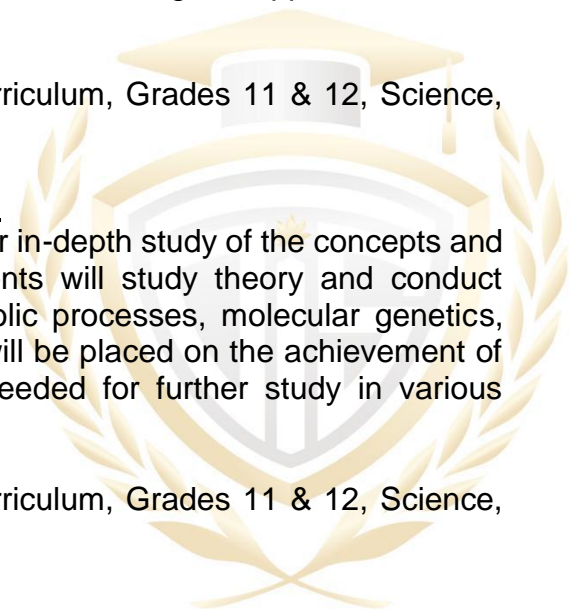 rriculum, Grades 11 & 12, Science,
r in-depth study of the concepts and
nts will study theory and conduct
olic processes, molecular genetics,
will be placed on the achievement of
eeded for further study in various
rriculum, Grades 11 & 12, Science,